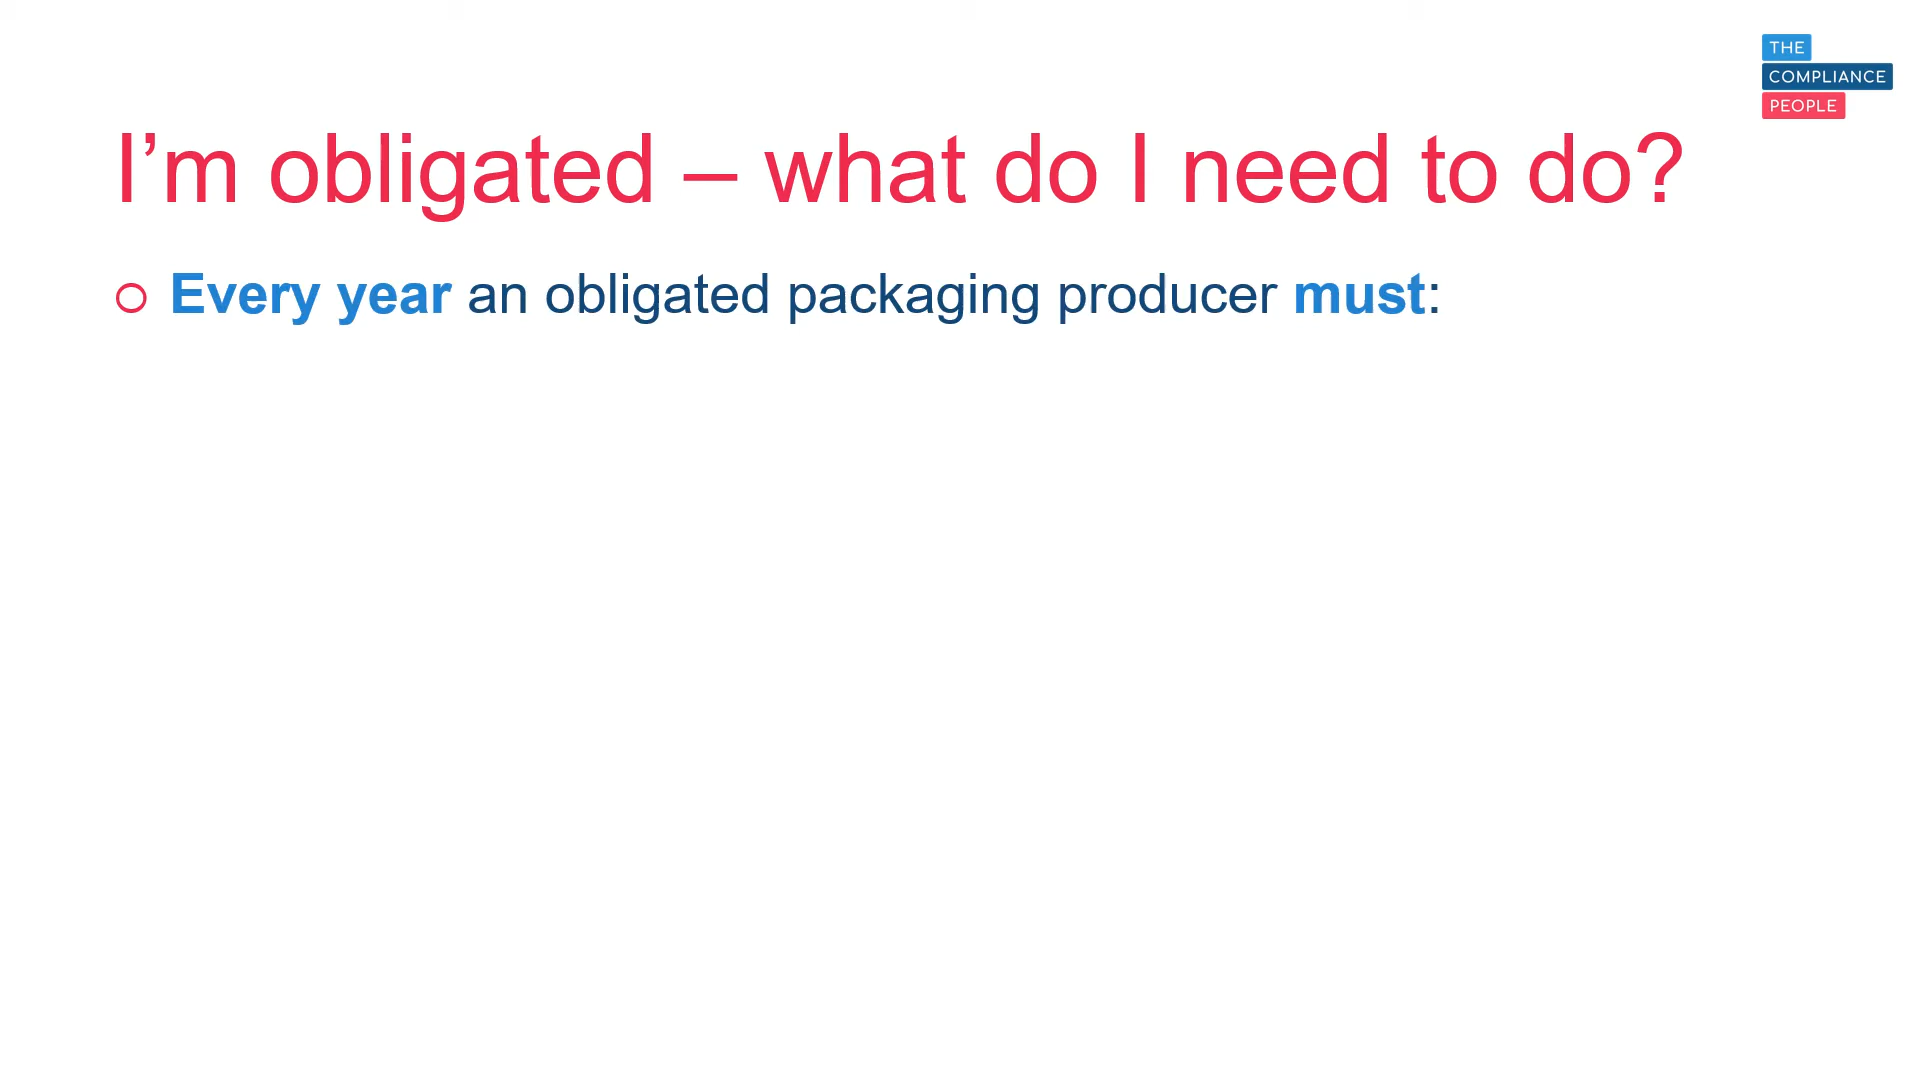 THE
COMPLIANCE
PEOPLE
I’m obligated – what do I need to do?
Every year an obligated packaging producer must: